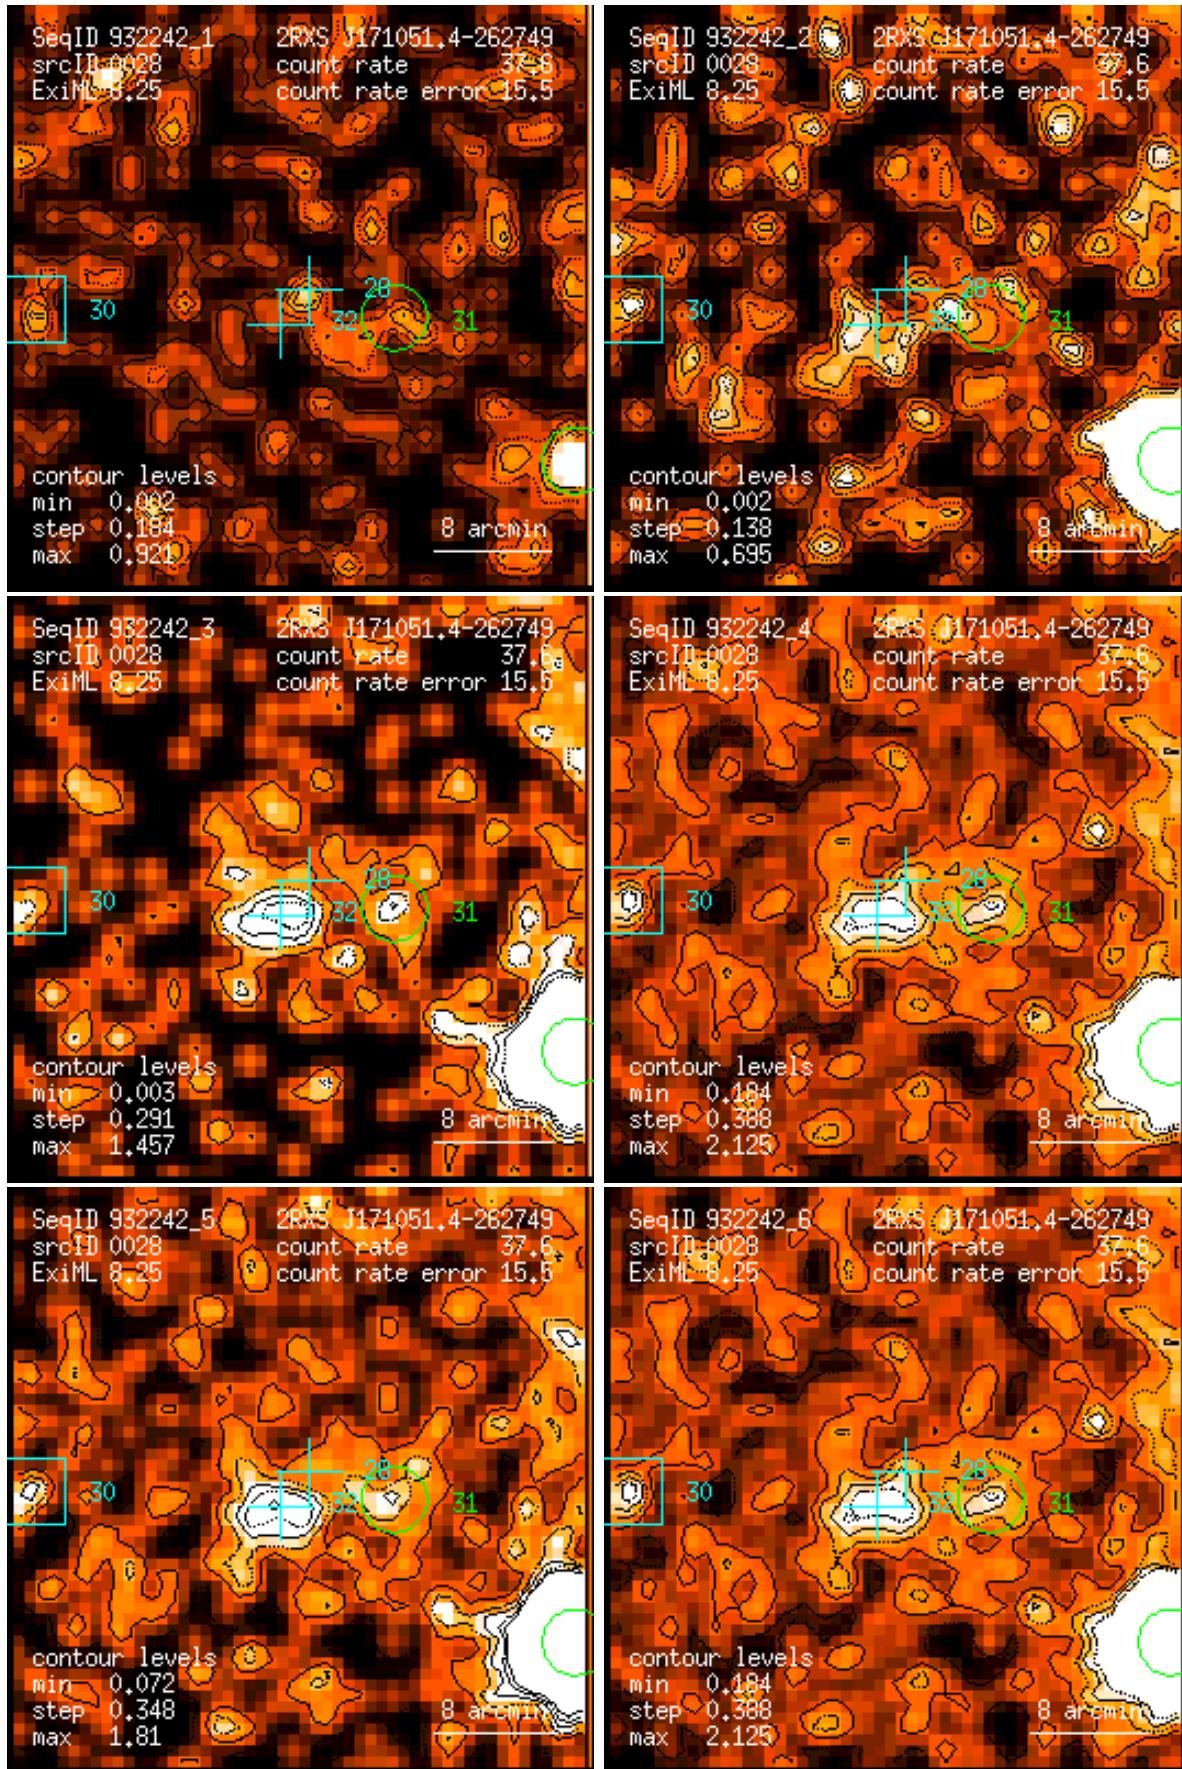 SeqID 932242_1 2RXS J171051.4-262749
srcID 0028 count rate 37.6
ExiML 8.25 count rate error 15.5
28
30 32 31
contour levels
min 0.002
step 0.184 8 arcmin
max 0.921
SeqID 932242_2 2RXS J171051.4-262749
srcID 0028 count rate 37.6
ExiML 8.25 count rate error 15.5
28
30 32 31
contour levels
min 0.002
step 0.138 8 arcmin
max 0.695
SeqID 932242_3 2RXS J171051.4-262749
srcID 0028 count rate 37.6
ExiML 8.25 count rate error 15.5
28
30 32 31
contour levels
min 0.003
step 0.291 8 arcmin
max 1.457
SeqID 932242_4 2RXS J171051.4-262749
srcID 0028 count rate 37.6
ExiML 8.25 count rate error 15.5
28
30 32 31
contour levels
min 0.184
step 0.388 8 arcmin
max 2.125
SeqID 932242_5 2RXS J171051.4-262749
srcID 0028 count rate 37.6
ExiML 8.25 count rate error 15.5
28
30 32 31
contour levels
min 0.072
step 0.348 8 arcmin
max 1.81
SeqID 932242_6 2RXS J171051.4-262749
srcID 0028 count rate 37.6
ExiML 8.25 count rate error 15.5
28
30 32 31
contour levels
min 0.184
step 0.388 8 arcmin
max 2.125